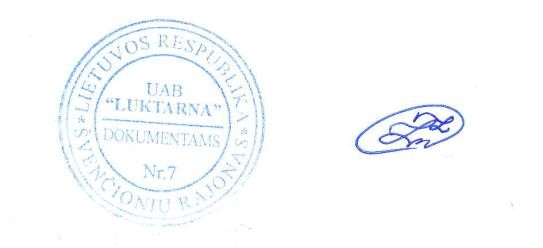 LIETUVOS RESPUBLIKA
UAB
“LUKTARNA”
DOKUMENTAMS
Nr.7
* ŠVENČIONIŲ RAJONAS *